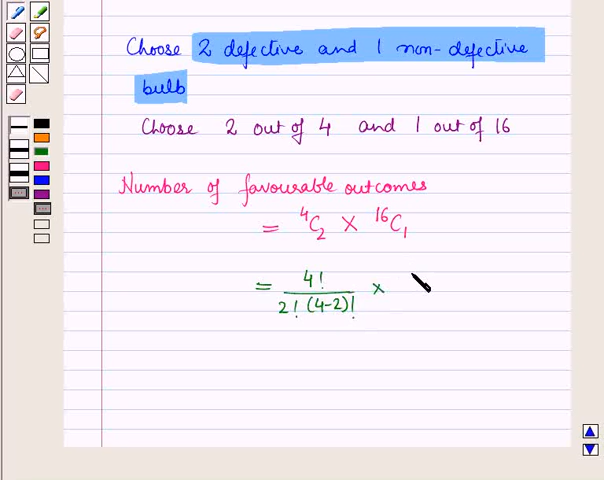 Choose 2 defective and 1 non-defective
bulb
Choose 2 out of 4 and 1 out of 16
Number of favourable outcomes
= ⁴C₂ × ¹⁶C₁
= 4! / 2! (4-2)! ×